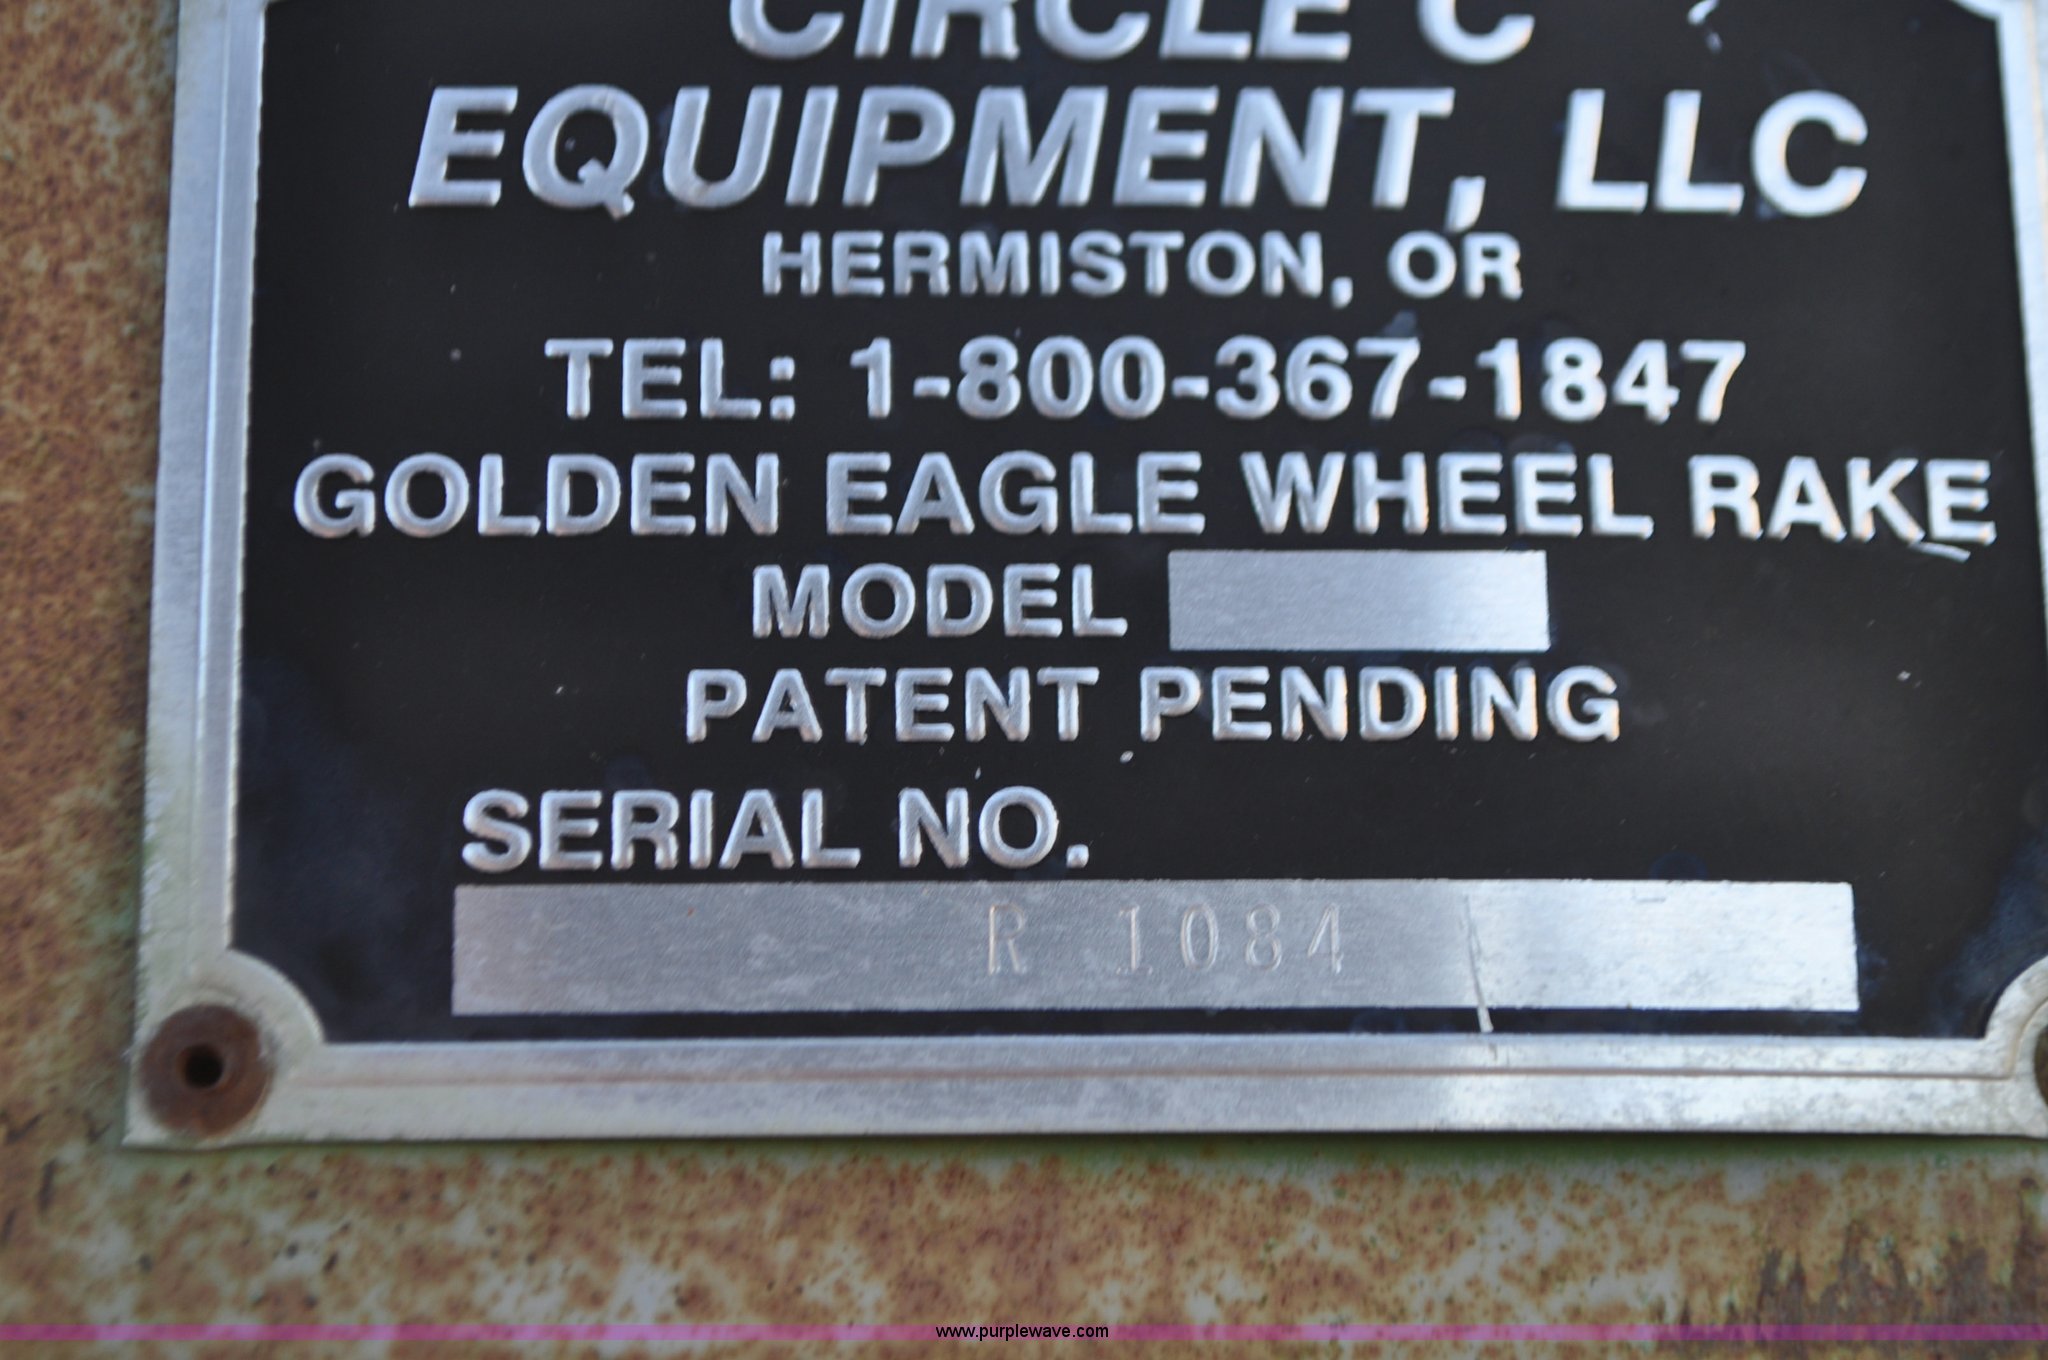 CIRCLE C
EQUIPMENT, LLC
HERMISTON, OR
TEL: 1-800-367-1847
GOLDEN EAGLE WHEEL RAKE
MODEL
PATENT PENDING
SERIAL NO.
R 1084
www.purplewave.com